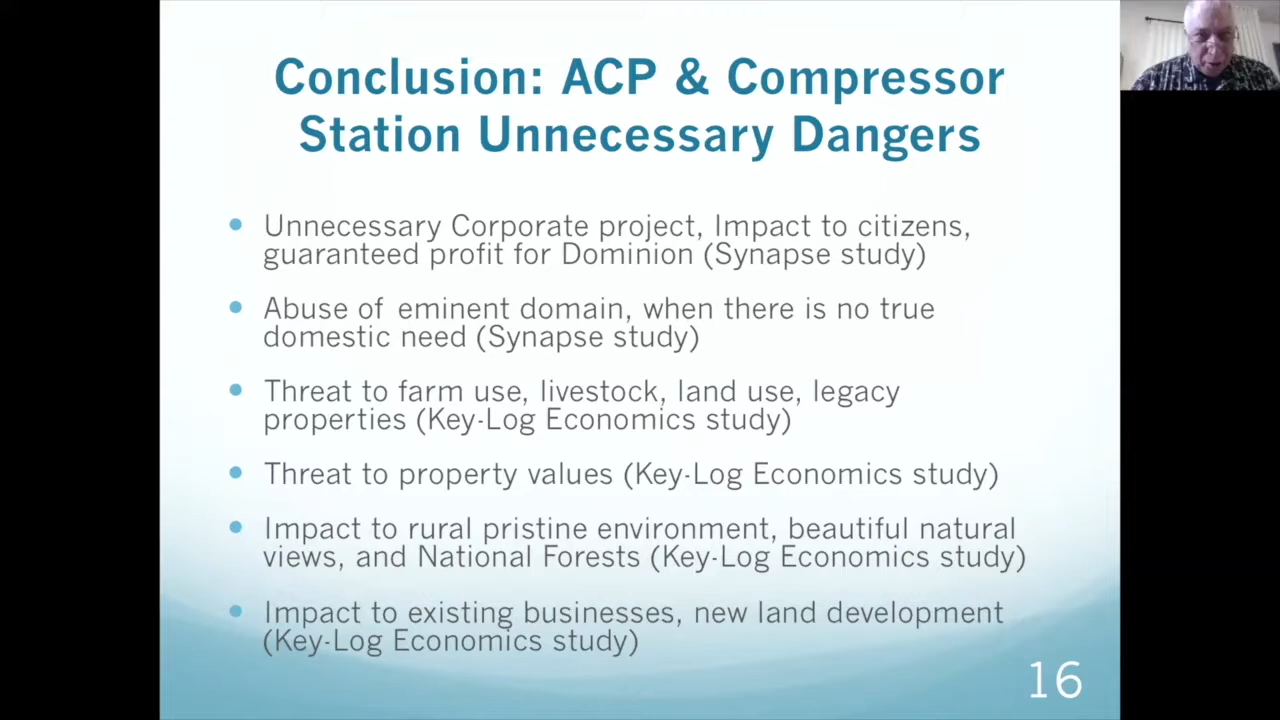 Conclusion: ACP & Compressor
Station Unnecessary Dangers
Unnecessary Corporate project, Impact to citizens,
guaranteed profit for Dominion (Synapse study)
Abuse of eminent domain, when there is no true
domestic need (Synapse study)
Threat to farm use, livestock, land use, legacy
properties (Key-Log Economics study)
Threat to property values (Key-Log Economics study)
Impact to rural pristine environment, beautiful natural
views, and National Forests (Key-Log Economics study)
Impact to existing businesses, new land development
(Key-Log Economics study)
16